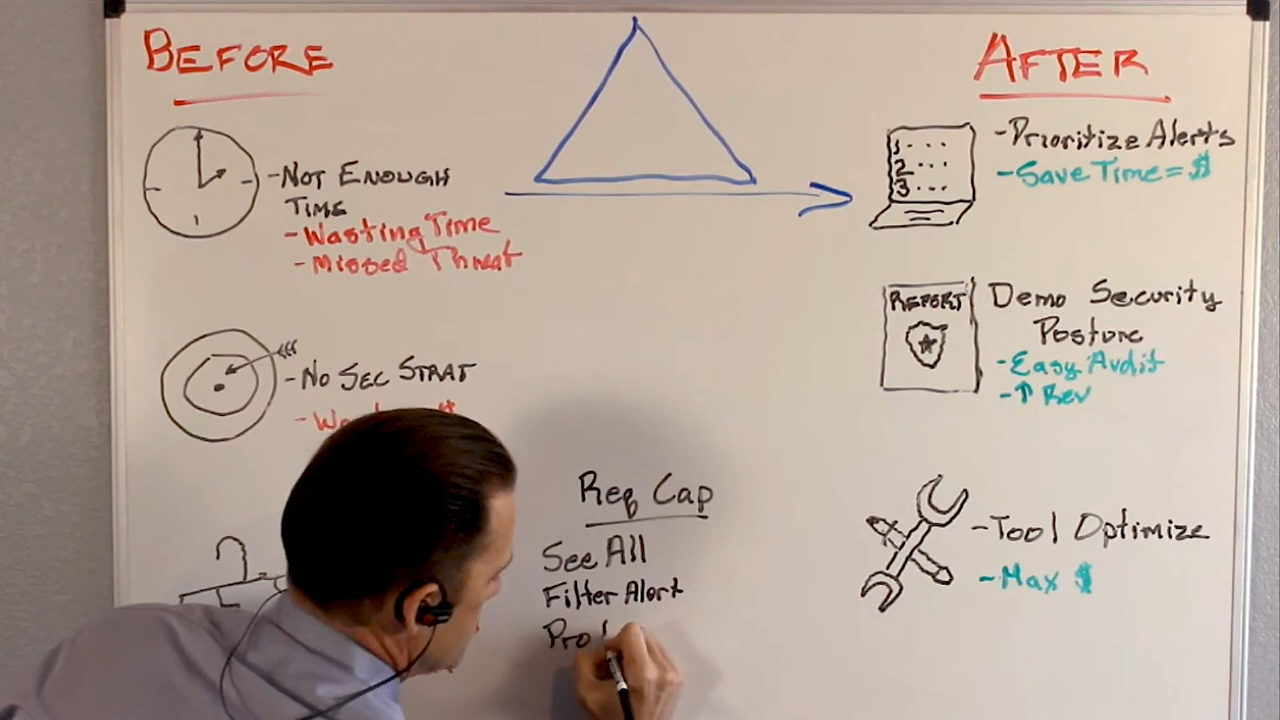 BEFORE
-NOT ENOUGH
TIME
-Wasting Time
-Missed Threat
-NO SEC STRAT
Req Cap
See All
Filter Alert
AFTER
1...
2...
3...
-Prioritize Alerts
-Save Time = $
REPORT
Demo Security
Posture
-Easy Audit
-↑ Rev
-Tool Optimize
-Max $